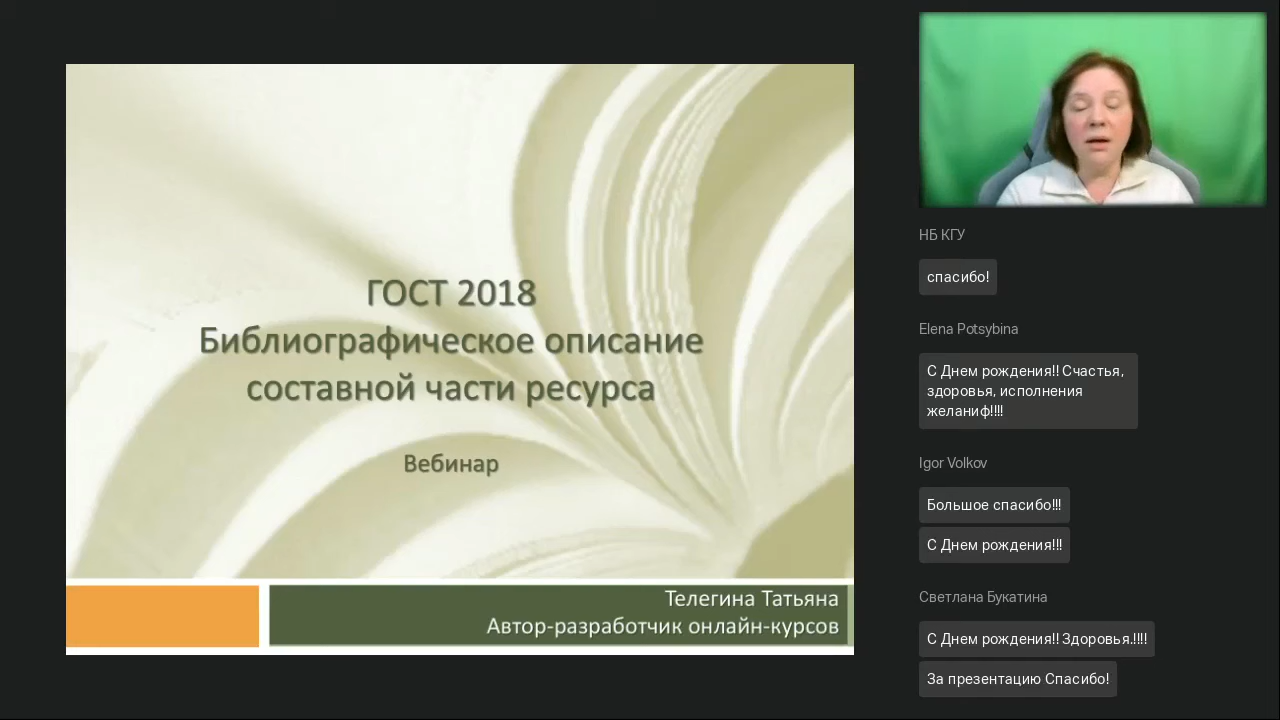 ГОСТ 2018
Библиографическое описание
составной части ресурса
Вебинар
Телегина Татьяна
Автор-разработчик онлайн-курсов
НБ КГУ
спасибо!
Elena Potsybina
С Днем рождения!! Счастья,
здоровья, исполнения
желаниф!!!!
Igor Volkov
Большое спасибо!!!
С Днем рождения!!!
Светлана Букатина
С Днем рождения!! Здоровья.!!!!
За презентацию Спасибо!